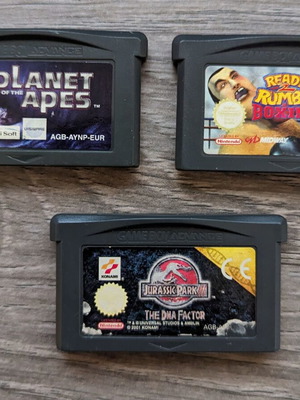 PLANET
OF THE
APES
Soft
AGB-AYNP-EUR
READY
RUMBLE
BOXING
Nintendo
MIDWAY
GAME BOY ADVANCE
KONAMI
JURASSIC PARK III
THE DNA FACTOR
Nintendo
© 2001 KONAMI
AGB-A